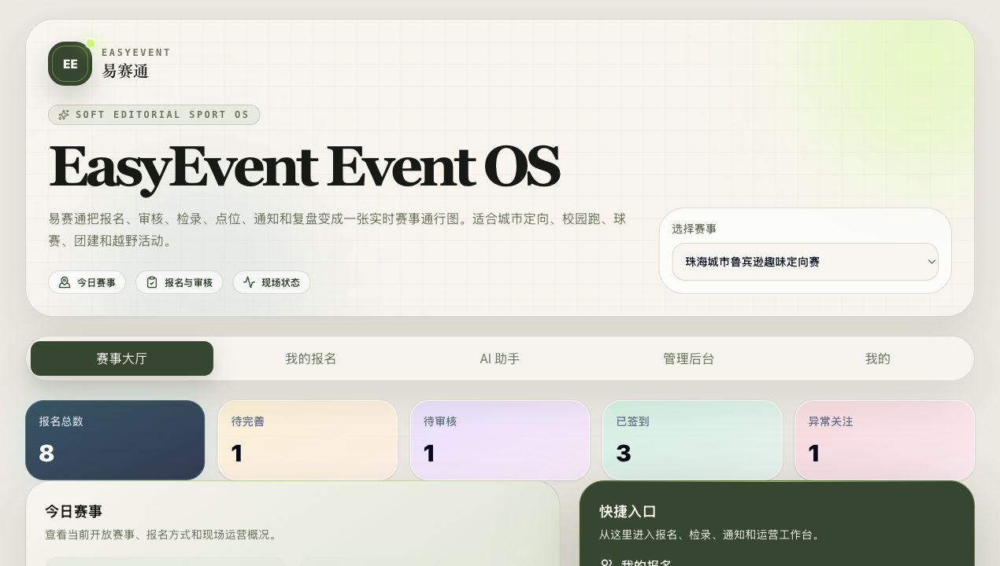 EE
EASYEVENT
易赛通
SOFT EDITORIAL SPORT OS
EasyEvent Event OS
易赛通把报名、审核、检录、点位、通知和复盘变成一张实时赛事通行图。适合城市定向、校园跑、球
赛、团建和越野活动。
今日赛事
报名与审核
现场状态
选择赛事
珠海城市鲁宾逊趣味定向赛
赛事大厅
我的报名
AI 助手
管理后台
我的
报名总数
8
待完善
1
待审核
1
已签到
3
异常关注
1
今日赛事
查看当前开放赛事、报名方式和现场运营概况。
快捷入口
从这里进入报名、检录、通知和运营工作台。
我的报名